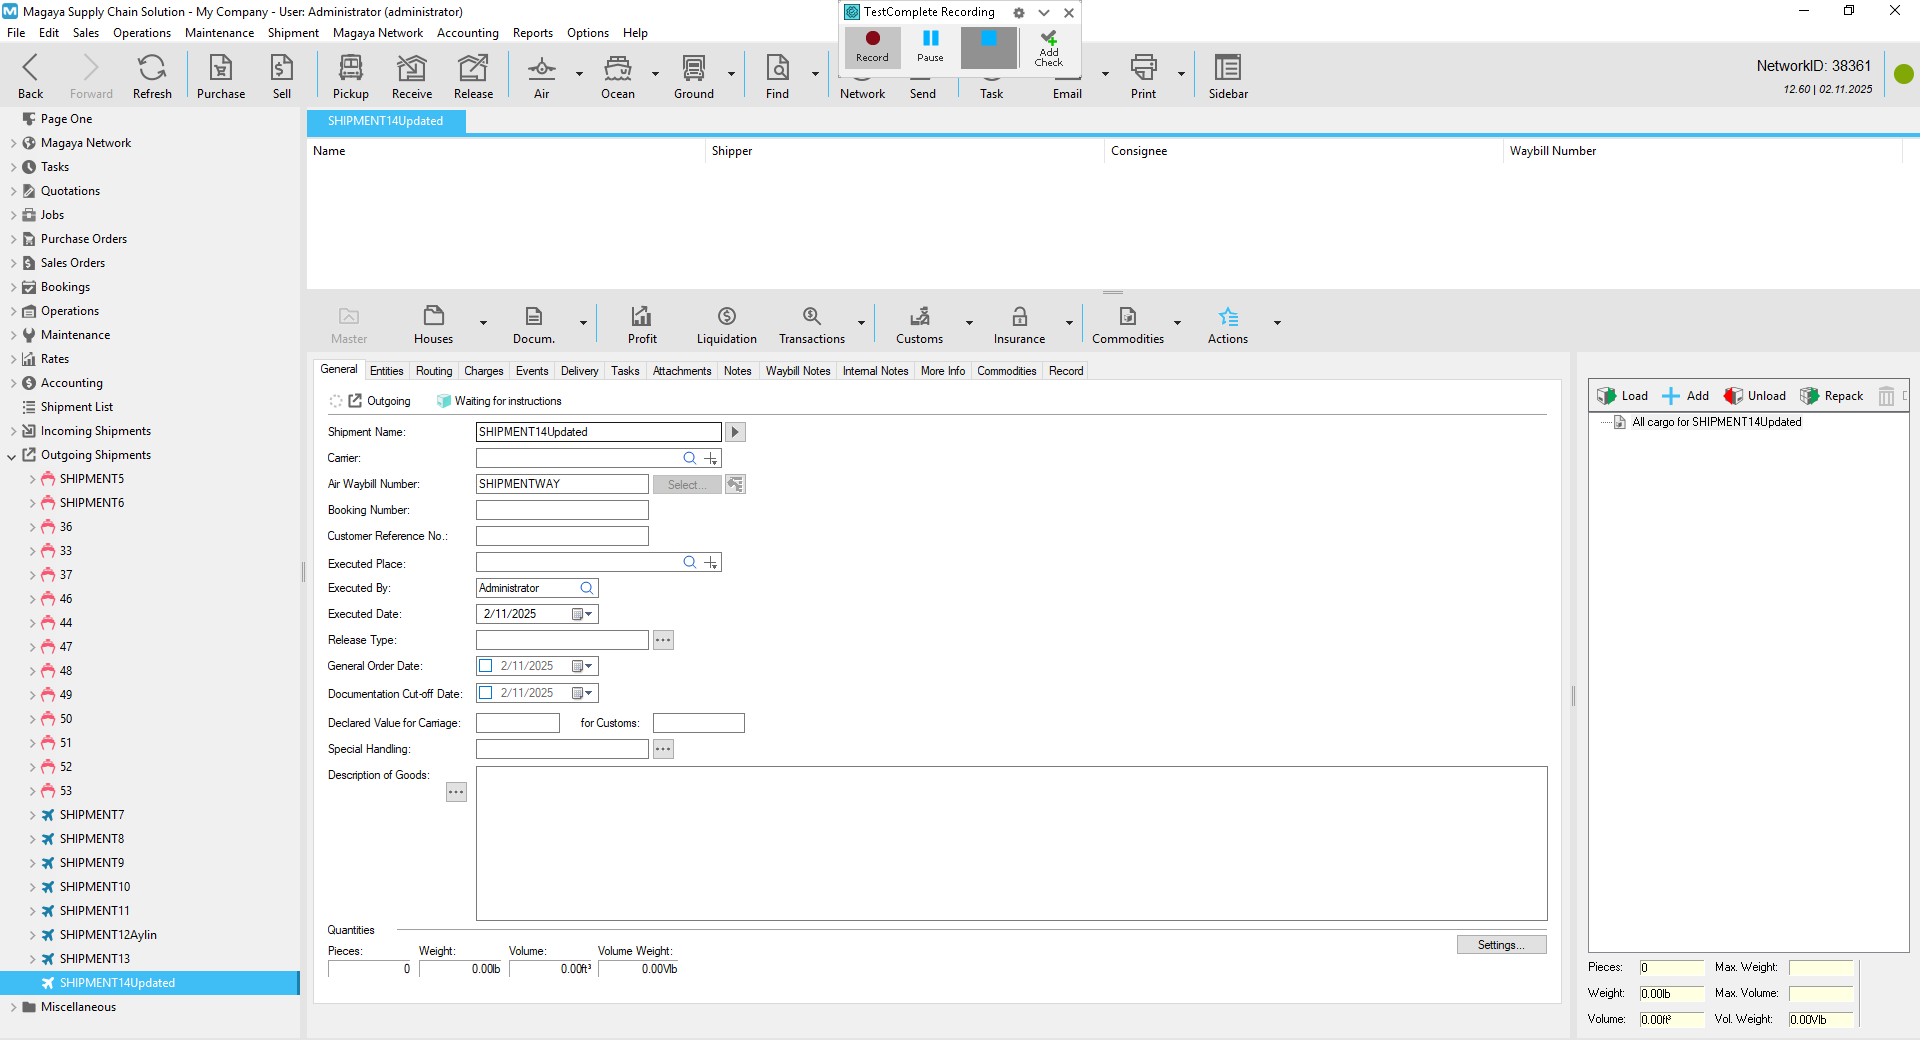 Magaya Supply Chain Solution - My Company - User: Administrator (administrator)
TestComplete Recording
File Edit Sales Operations Maintenance Shipment Magaya Network Accounting Reports Options Help
Record Pause Add Check
Back Forward Refresh Purchase Sell Pickup Receive Release Air Ocean Ground Find Network Send Task Email Print Sidebar
NetworkID: 38361
12.60 | 02.11.2025
Page One
Magaya Network
Tasks
Quotations
Jobs
Purchase Orders
Sales Orders
Bookings
Operations
Maintenance
Rates
Accounting
Shipment List
Incoming Shipments
Outgoing Shipments
SHIPMENT5
SHIPMENT6
36
33
37
46
44
47
48
49
50
51
52
53
SHIPMENT7
SHIPMENT8
SHIPMENT9
SHIPMENT10
SHIPMENT11
SHIPMENT12Aylin
SHIPMENT13
SHIPMENT14Updated
Miscellaneous
SHIPMENT14Updated
Name Shipper Consignee Waybill Number
Master Houses Docum. Profit Liquidation Transactions Customs Insurance Commodities Actions
General Entities Routing Charges Events Delivery Tasks Attachments Notes Waybill Notes Internal Notes More Info Commodities Record
Outgoing Waiting for instructions
Shipment Name: SHIPMENT14Updated
Carrier:
Air Waybill Number: SHIPMENTWAY Select...
Booking Number:
Customer Reference No.:
Executed Place:
Executed By: Administrator
Executed Date: 2/11/2025
Release Type:
General Order Date: 2/11/2025
Documentation Cut-off Date: 2/11/2025
Declared Value for Carriage: for Customs:
Special Handling:
Description of Goods:
Quantities
Settings...
Pieces: Weight: Volume: Volume Weight:
0 0.00lb 0.00ft³ 0.00Vlb
Load Add Unload Repack
All cargo for SHIPMENT14Updated
Pieces: 0 Max. Weight:
Weight: 0.00lb Max. Volume:
Volume: 0.00ft³ Vol. Weight: 0.00Vlb